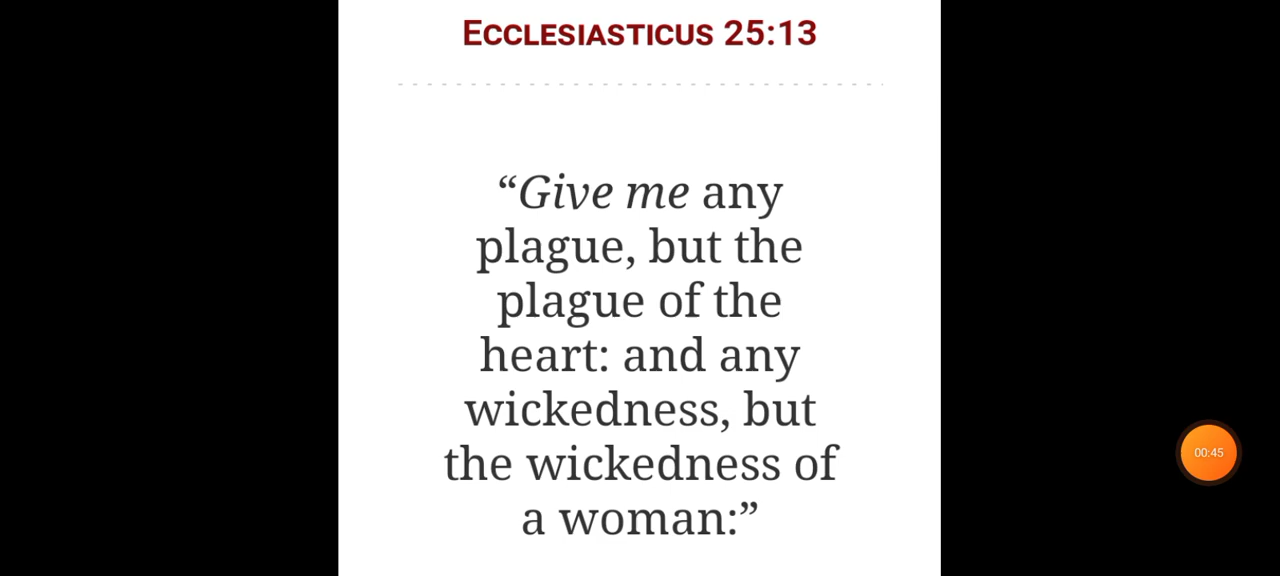 Ecclesiasticus 25:13
“Give me any
plague, but the
plague of the
heart: and any
wickedness, but
the wickedness of
a woman:”
00:45